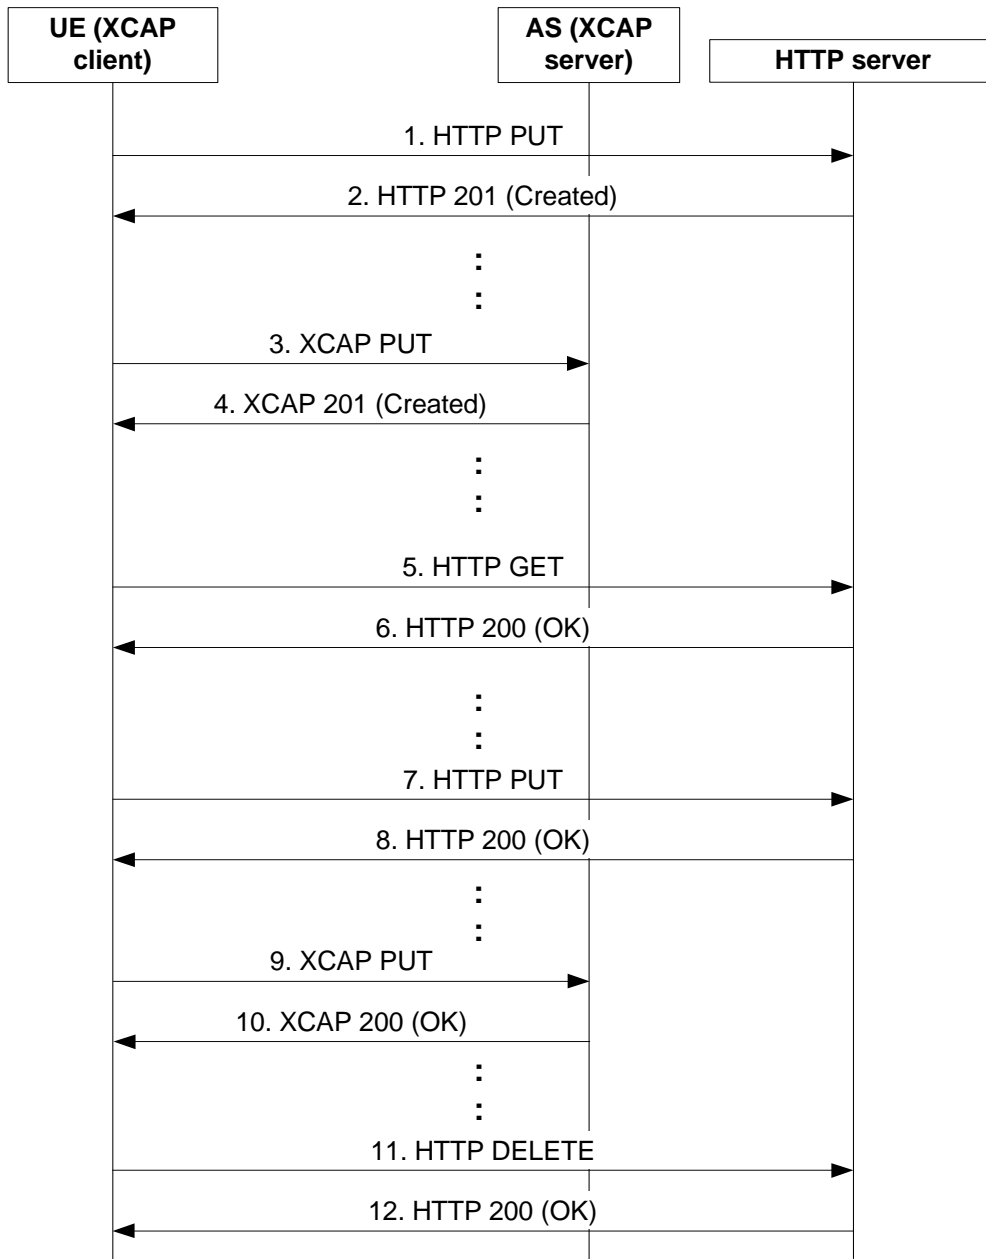 UE (XCAP
client)
AS (XCAP
server)
HTTP server
1. HTTP PUT
2. HTTP 201 (Created)
:
:
3. XCAP PUT
4. XCAP 201 (Created)
:
:
5. HTTP GET
6. HTTP 200 (OK)
:
:
7. HTTP PUT
8. HTTP 200 (OK)
:
:
9. XCAP PUT
10. XCAP 200 (OK)
:
:
11. HTTP DELETE
12. HTTP 200 (OK)